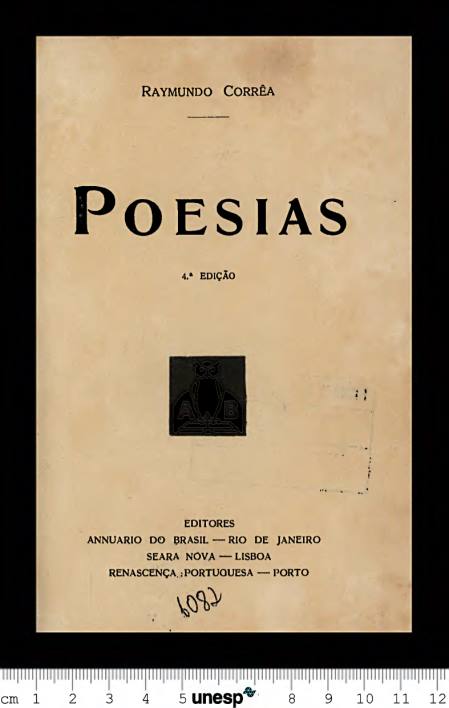 RAYMUNDO CORRÊA
POESIAS
4.ª EDIÇÃO
A B
EDITORES
ANNUARIO DO BRASIL — RIO DE JANEIRO
SEARA NOVA — LISBOA
RENASCENÇA PORTUGUESA — PORTO
6082
cm 1 2 3 4 5 unesp 8 9 10 11 12